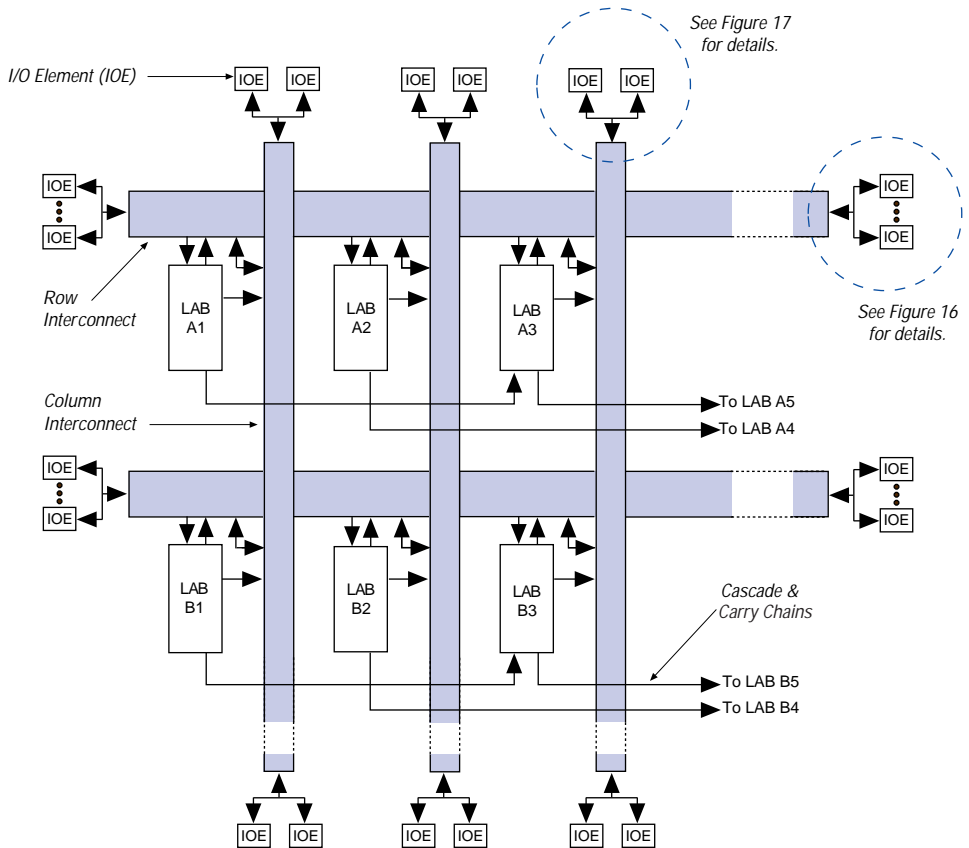 See Figure 17
for details.
I/O Element (IOE)
IOE
IOE
IOE
IOE
IOE
IOE
IOE
IOE
IOE
IOE
Row
Interconnect
LAB
A1
LAB
A2
LAB
A3
See Figure 16
for details.
Column
Interconnect
To LAB A5
To LAB A4
IOE
IOE
IOE
IOE
LAB
B1
LAB
B2
LAB
B3
Cascade &
Carry Chains
To LAB B5
To LAB B4
IOE
IOE
IOE
IOE
IOE
IOE